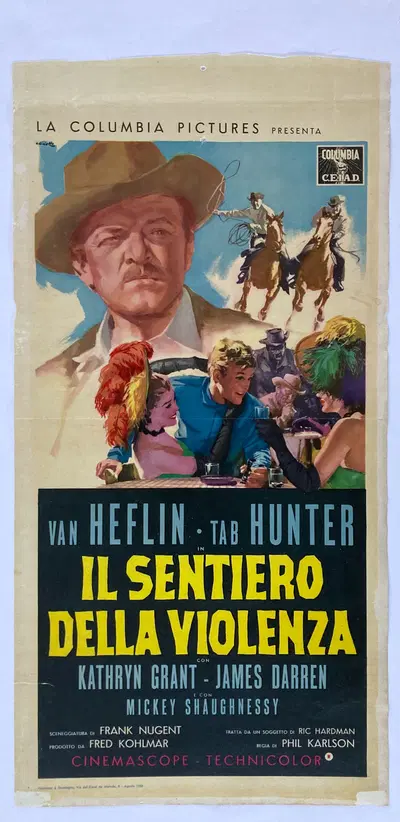 LA COLUMBIA PICTURES PRESENTA
COLUMBIA
C.E.I.A.D.
VAN HEFLIN · TAB HUNTER
IN
IL SENTIERO
DELLA VIOLENZA
CON
KATHRYN GRANT - JAMES DARREN
E CON
MICKEY SHAUGHNESSY
SCENEGGIATURA DI FRANK NUGENT
PRODOTTO DA FRED KOHLMAR
TRATTA DA UN SOGGETTO DI RIC HARDMAN
REGIA DI PHIL KARLSON
CINEMASCOPE - TECHNICOLOR